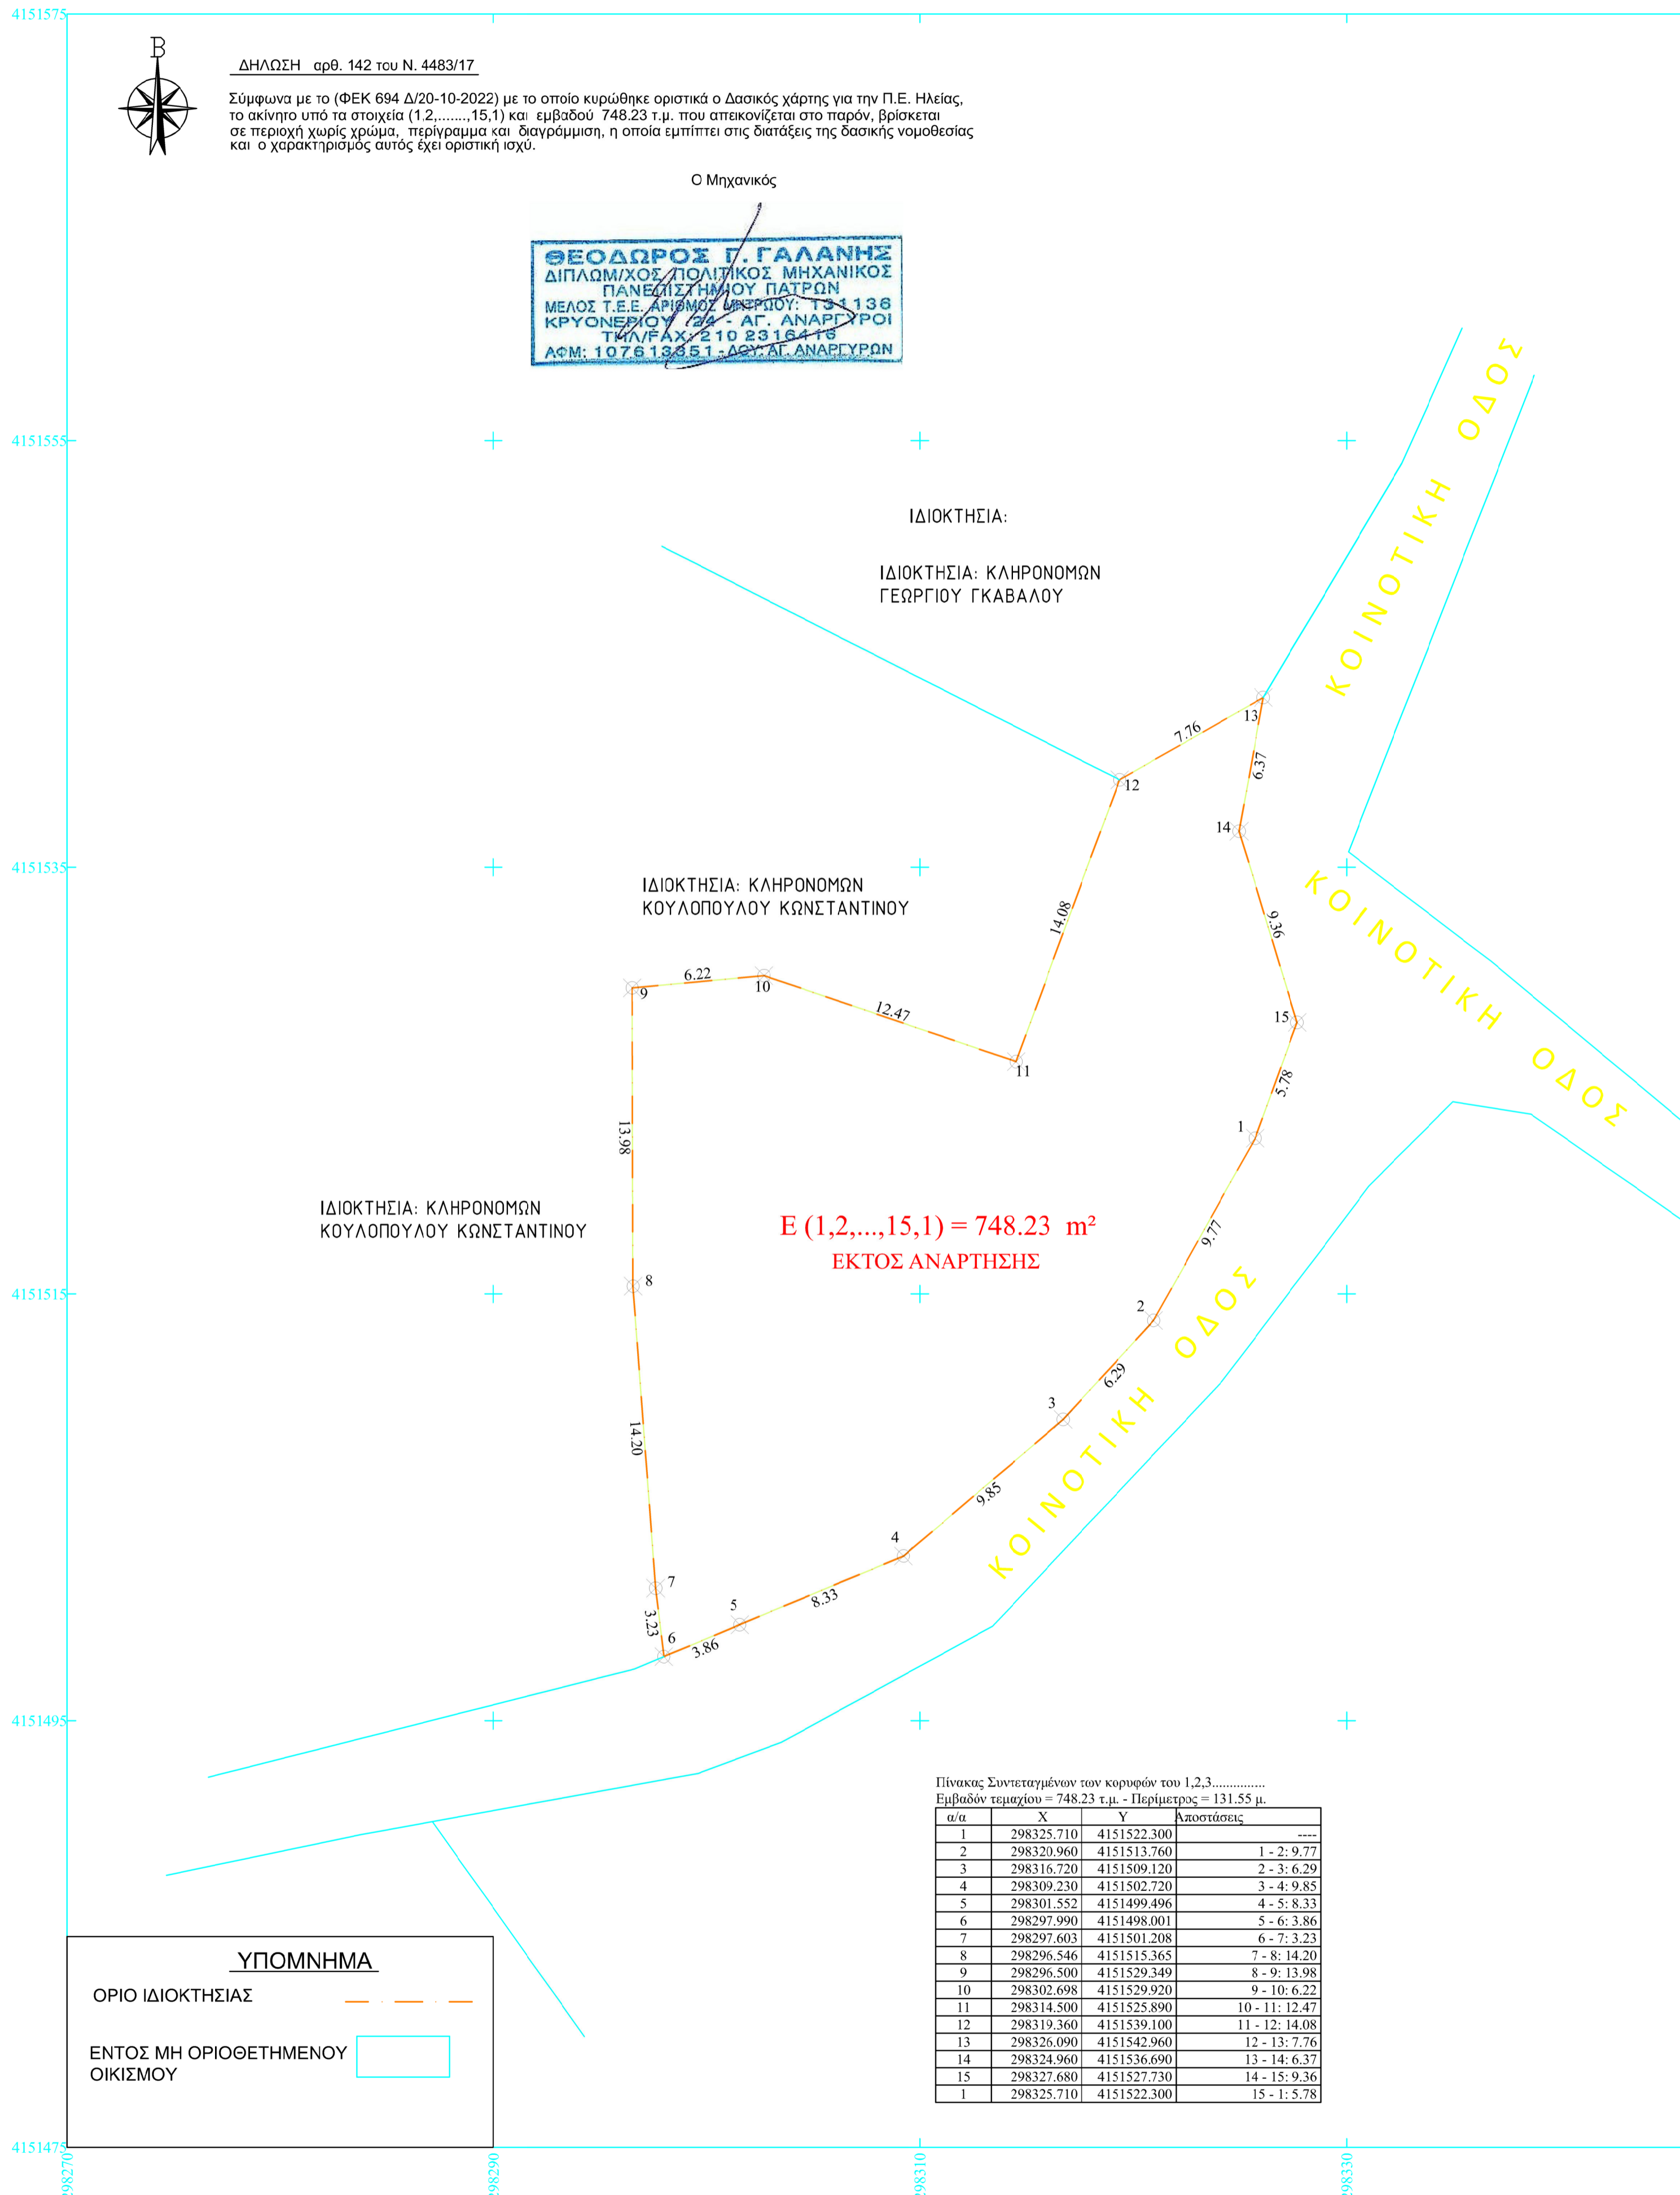 4151575
Β
ΔΗΛΩΣΗ αρθ. 142 του Ν. 4483/17
Σύμφωνα με το (ΦΕΚ 694 Δ/20-10-2022) με το οποίο κυρώθηκε οριστικά ο Δασικός χάρτης για την Π.Ε. Ηλείας,
το ακίνητο υπό τα στοιχεία (1,2,.......,15,1) και εμβαδού 748.23 τ.μ. που απεικονίζεται στο παρόν, βρίσκεται
σε περιοχή χωρίς χρώμα, περίγραμμα και διαγράμμιση, η οποία εμπίπτει στις διατάξεις της δασικής νομοθεσίας
και ο χαρακτηρισμός αυτός έχει οριστική ισχύ.
Ο Μηχανικός
ΘΕΟΔΩΡΟΣ Γ. ΓΑΛΑΝΗΣ
ΔΙΠΛΩΜ/ΧΟΣ ΠΟΛΙΤΙΚΟΣ ΜΗΧΑΝΙΚΟΣ
ΠΑΝΕΠΙΣΤΗΜΙΟΥ ΠΑΤΡΩΝ
ΜΕΛΟΣ Τ.Ε.Ε. ΑΡΙΘΜΟΣ ΜΗΤΡΩΟΥ: 131136
ΚΡΥΟΝΕΡΙΟΥ 24 - ΑΓ. ΑΝΑΡΓΥΡΟΙ
ΤΗΛ/FAX: 210 2316416
ΑΦΜ: 107613351 - ΔΟΥ: ΑΓ. ΑΝΑΡΓΥΡΩΝ
4151555
ΚΟΙΝΟΤΙΚΗ ΟΔΟΣ
ΙΔΙΟΚΤΗΣΙΑ:
ΙΔΙΟΚΤΗΣΙΑ: ΚΛΗΡΟΝΟΜΩΝ
ΓΕΩΡΓΙΟΥ ΓΚΑΒΑΛΟΥ
13
7.76
6.37
12
14
4151535
ΙΔΙΟΚΤΗΣΙΑ: ΚΛΗΡΟΝΟΜΩΝ
ΚΟΥΛΟΠΟΥΛΟΥ ΚΩΝΣΤΑΝΤΙΝΟΥ
14.08
9.36
ΚΟΙΝΟΤΙΚΗ ΟΔΟΣ
6.22
9
10
12.47
15
11
5.78
13.98
1
ΙΔΙΟΚΤΗΣΙΑ: ΚΛΗΡΟΝΟΜΩΝ
ΚΟΥΛΟΠΟΥΛΟΥ ΚΩΝΣΤΑΝΤΙΝΟΥ
Ε (1,2,...,15,1) = 748.23 m²
ΕΚΤΟΣ ΑΝΑΡΤΗΣΗΣ
9.77
8
4151515
2
6.29
3
ΚΟΙΝΟΤΙΚΗ ΟΔΟΣ
14.20
9.85
4
7
8.33
5
3.23
6
3.86
4151495
Πίνακας Συντεταγμένων των κορυφών του 1,2,3...............
Εμβαδόν τεμαχίου = 748.23 τ.μ. - Περίμετρος = 131.55 μ.
α/α Χ Υ Αποστάσεις
1 298325.710 4151522.300 ----
2 298320.960 4151513.760 1 - 2: 9.77
3 298316.720 4151509.120 2 - 3: 6.29
4 298309.230 4151502.720 3 - 4: 9.85
5 298301.552 4151499.496 4 - 5: 8.33
6 298297.990 4151498.001 5 - 6: 3.86
7 298297.603 4151501.208 6 - 7: 3.23
8 298296.546 4151515.365 7 - 8: 14.20
9 298296.500 4151529.349 8 - 9: 13.98
10 298302.698 4151529.920 9 - 10: 6.22
11 298314.500 4151525.890 10 - 11: 12.47
12 298319.360 4151539.100 11 - 12: 14.08
13 298326.090 4151542.960 12 - 13: 7.76
14 298324.960 4151536.690 13 - 14: 6.37
15 298327.680 4151527.730 14 - 15: 9.36
1 298325.710 4151522.300 15 - 1: 5.78
ΥΠΟΜΝΗΜΑ
ΟΡΙΟ ΙΔΙΟΚΤΗΣΙΑΣ
ΕΝΤΟΣ ΜΗ ΟΡΙΟΘΕΤΗΜΕΝΟΥ
ΟΙΚΙΣΜΟΥ
4151475
298270
298290
298310
298330